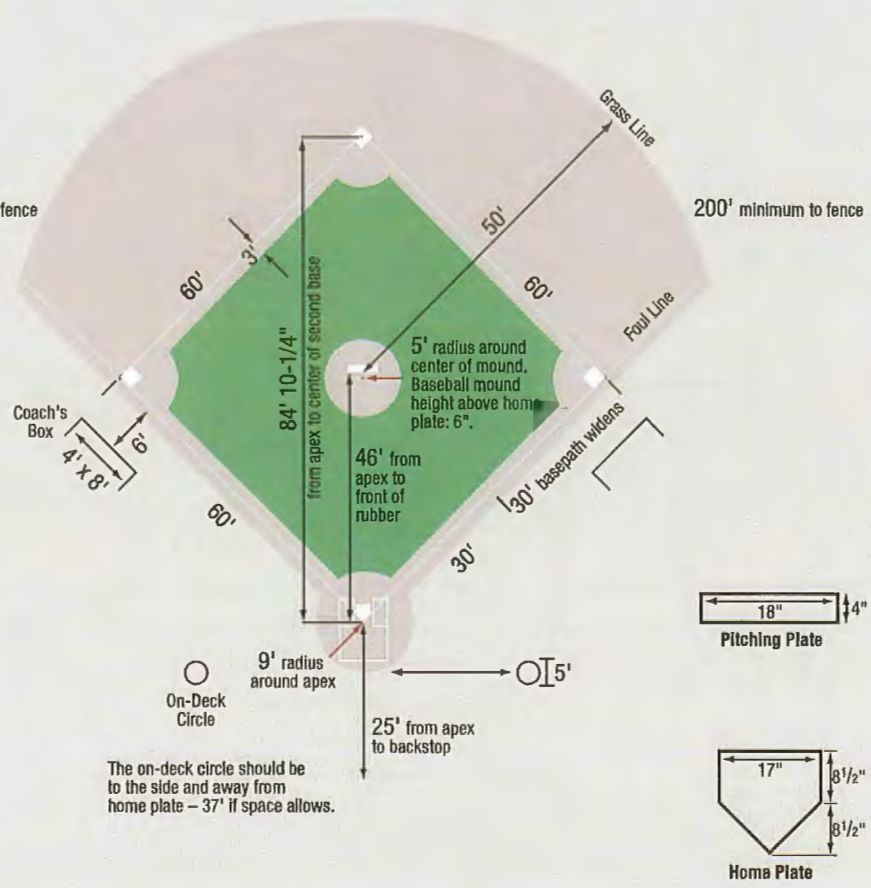 Grass Line
fence
200' minimum to fence
50'
3'
60'
60'
84' 10-1/4"
from apex to center of second base
Foul Line
5' radius around
center of mound.
Baseball mound
height above home
plate: 6".
Coach's
Box
6'
4' x 8'
46' from
apex to
front of
rubber
30' basepath widens
60'
30'
18"
4"
Pitching Plate
9' radius
around apex
5'
On-Deck
Circle
25' from apex
to backstop
The on-deck circle should be
to the side and away from
home plate – 37' if space allows.
17"
8 1/2"
8 1/2"
Home Plate